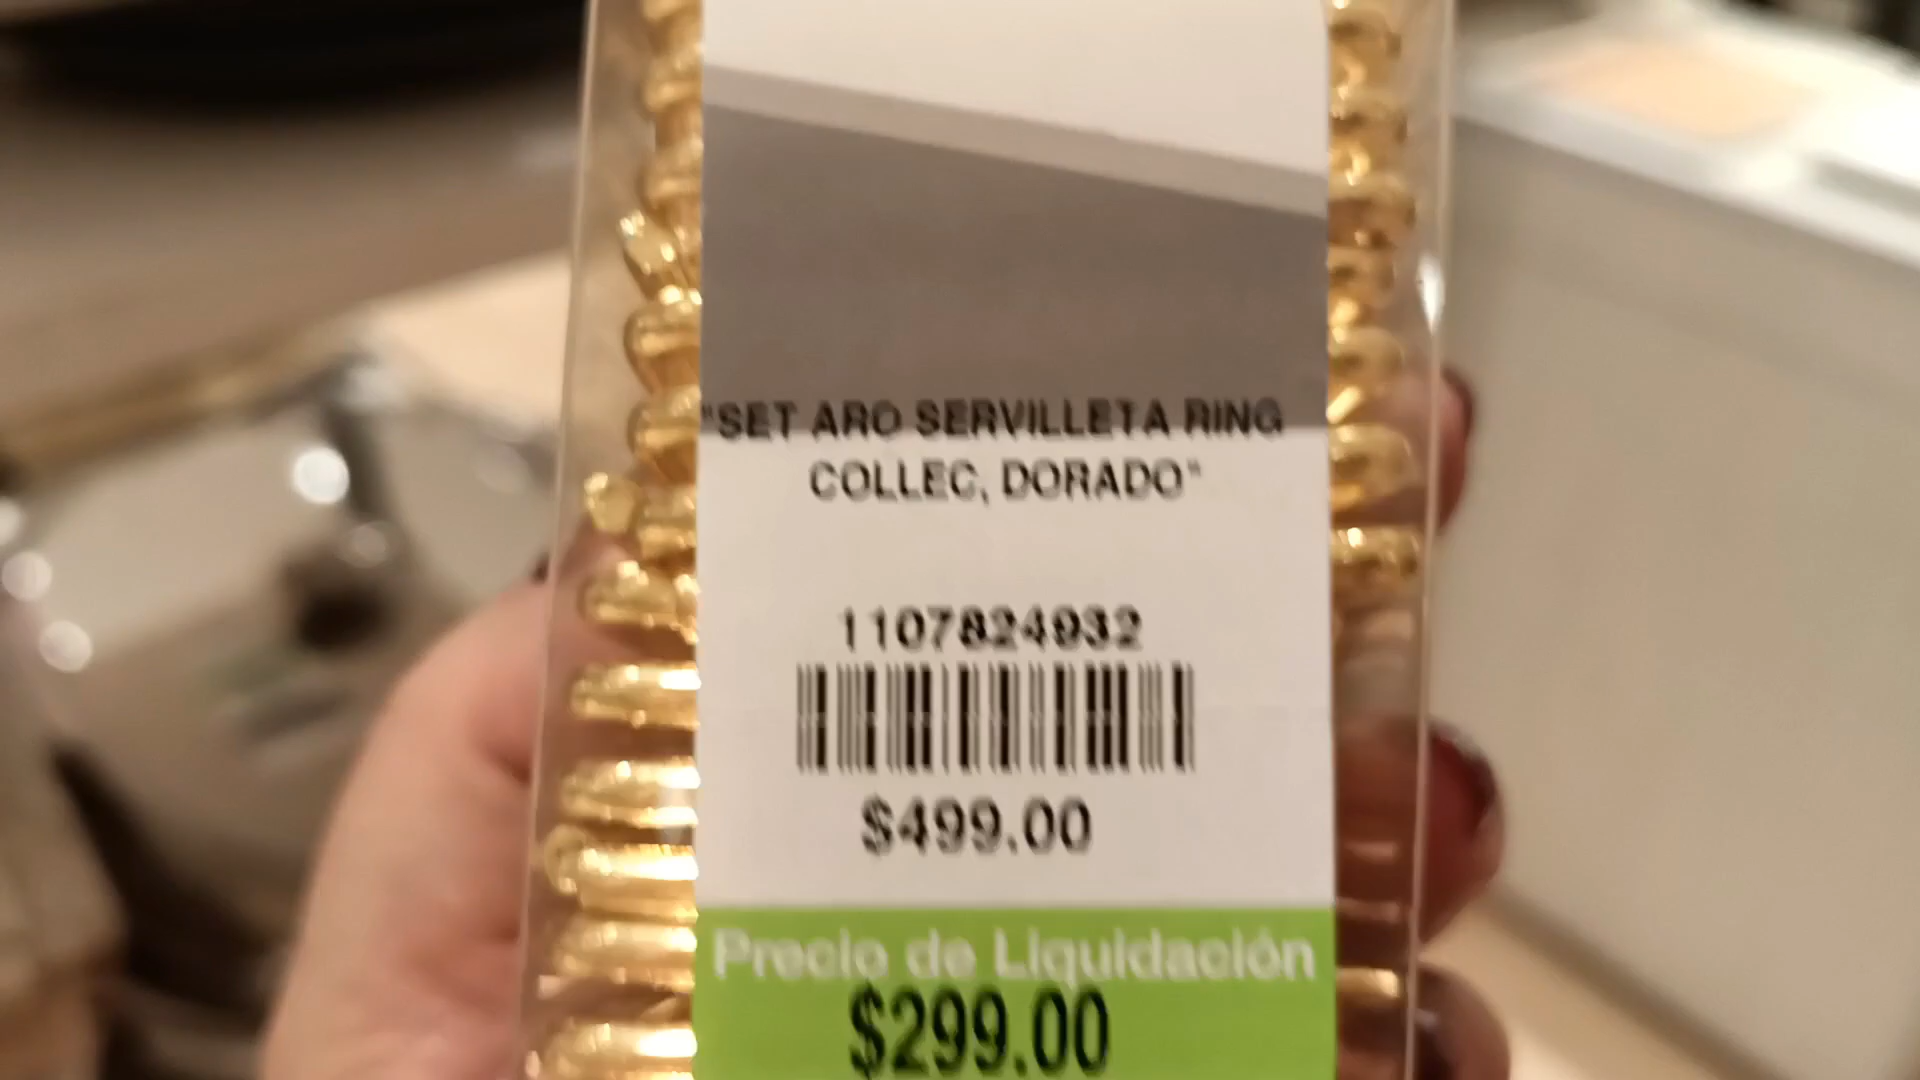 "SET ARO SERVILLETA RING
COLLEC, DORADO"
1107824932
$499.00
Precio de Liquidación
$299.00